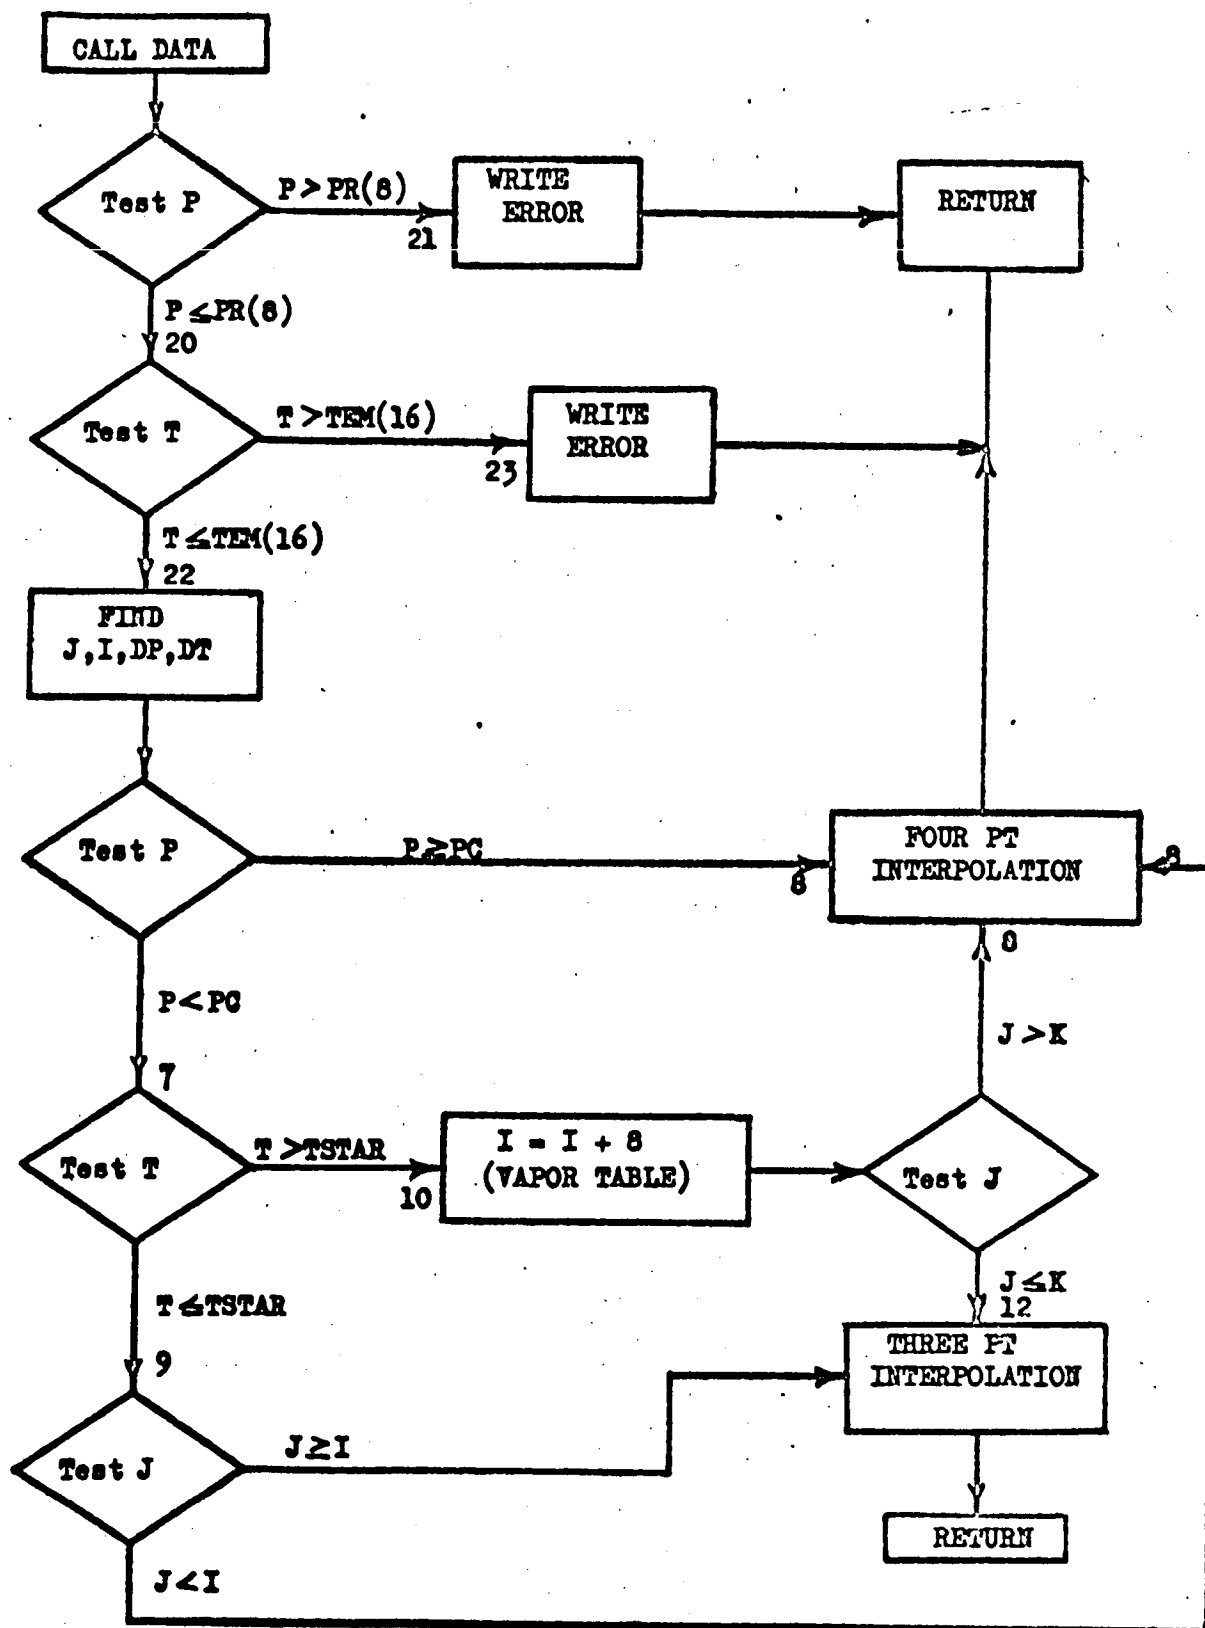 CALL DATA
Test P
P > PR(8)
21
WRITE
ERROR
RETURN
P ≤ PR(8)
20
Test T
T > TEM(16)
23
WRITE
ERROR
T ≤ TEM(16)
22
FIND
J,I,DP,DT
Test P
P ≥ PC
8
FOUR PT
INTERPOLATION
8
8
P < PC
J > K
7
Test T
T > TSTAR
10
I = I + 8
(VAPOR TABLE)
Test J
T ≤ TSTAR
J ≤ K
12
9
THREE PT
INTERPOLATION
Test J
J ≥ I
RETURN
J < I